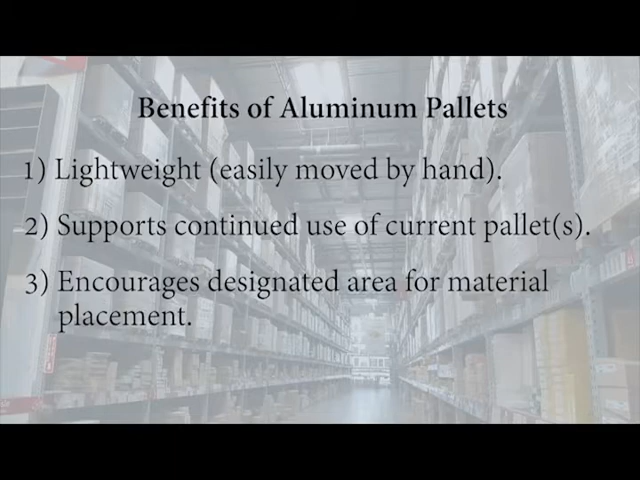 Benefits of Aluminum Pallets
1) Lightweight (easily moved by hand).
2) Supports continued use of current pallet(s).
3) Encourages designated area for material
placement.